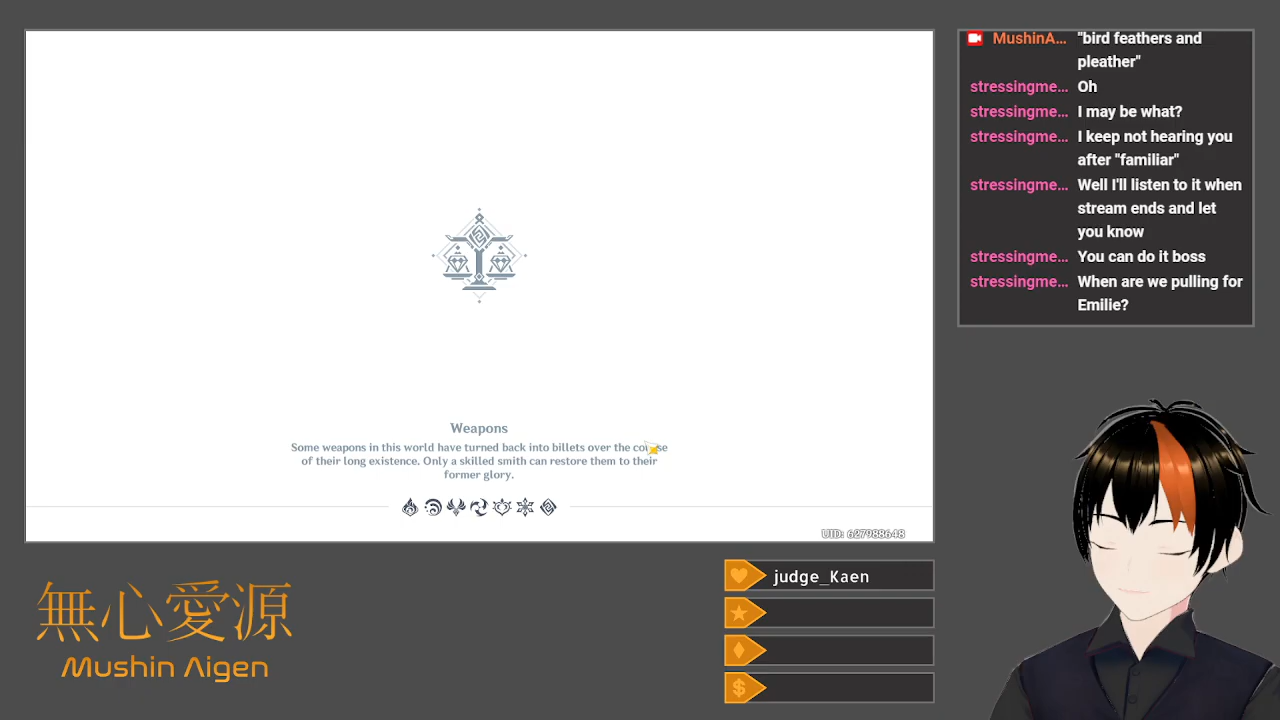 Weapons
Some weapons in this world have turned back into billets over the course
of their long existence. Only a skilled smith can restore them to their
former glory.
UID: 627988648
MushinA... "bird feathers and
pleather"
stressingme... Oh
stressingme... I may be what?
stressingme... I keep not hearing you
after "familiar"
stressingme... Well I'll listen to it when
stream ends and let
you know
stressingme... You can do it boss
stressingme... When are we pulling for
Emilie?
無心愛源
Mushin Aigen
judge_Kaen